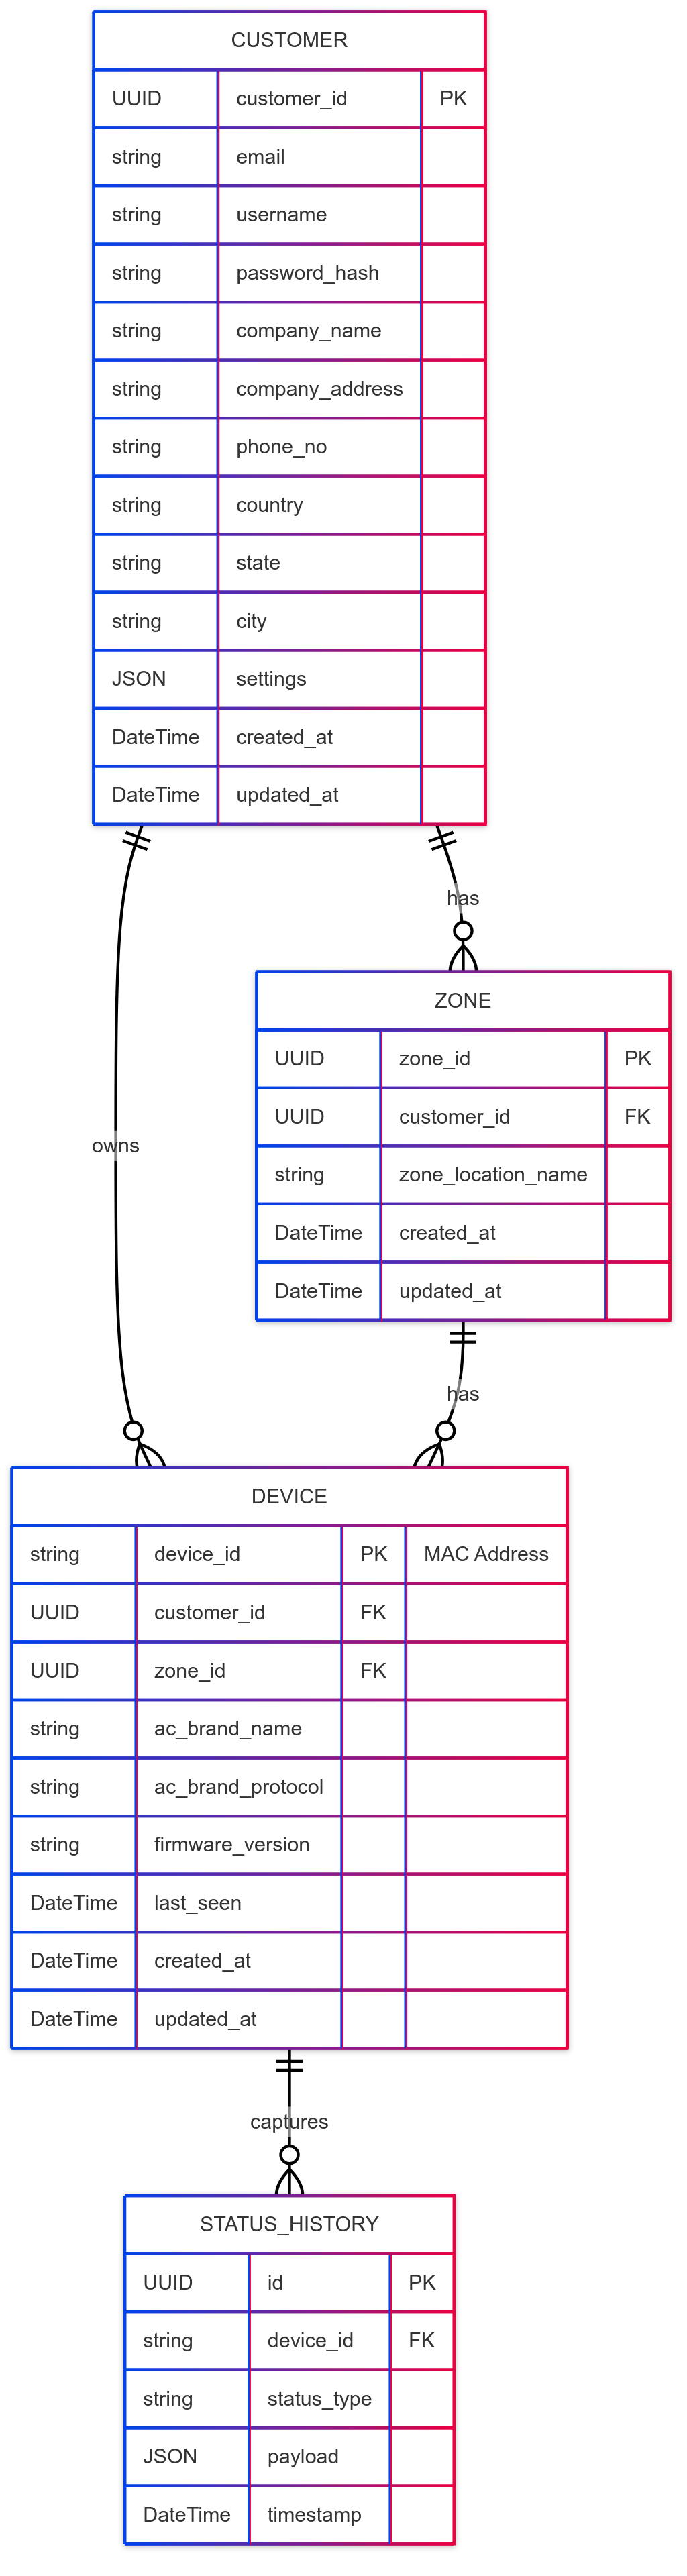 CUSTOMER
UUID customer_id PK
string email
string username
string password_hash
string company_name
string company_address
string phone_no
string country
string state
string city
JSON settings
DateTime created_at
DateTime updated_at
has
ZONE
UUID zone_id PK
UUID customer_id FK
owns
string zone_location_name
DateTime created_at
DateTime updated_at
has
DEVICE
string device_id PK MAC Address
UUID customer_id FK
UUID zone_id FK
string ac_brand_name
string ac_brand_protocol
string firmware_version
DateTime last_seen
DateTime created_at
DateTime updated_at
captures
STATUS_HISTORY
UUID id PK
string device_id FK
string status_type
JSON payload
DateTime timestamp